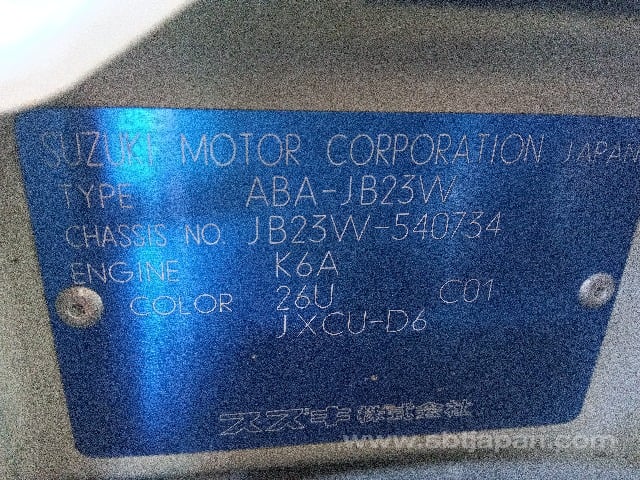 SUZUKI MOTOR CORPORATION JAPAN
TYPE ABA-JB23W
CHASSIS NO. JB23W-540734
ENGINE K6A
COLOR 26U C01
JXCU-D6
スズキ株式会社
www.sbtjapan.com